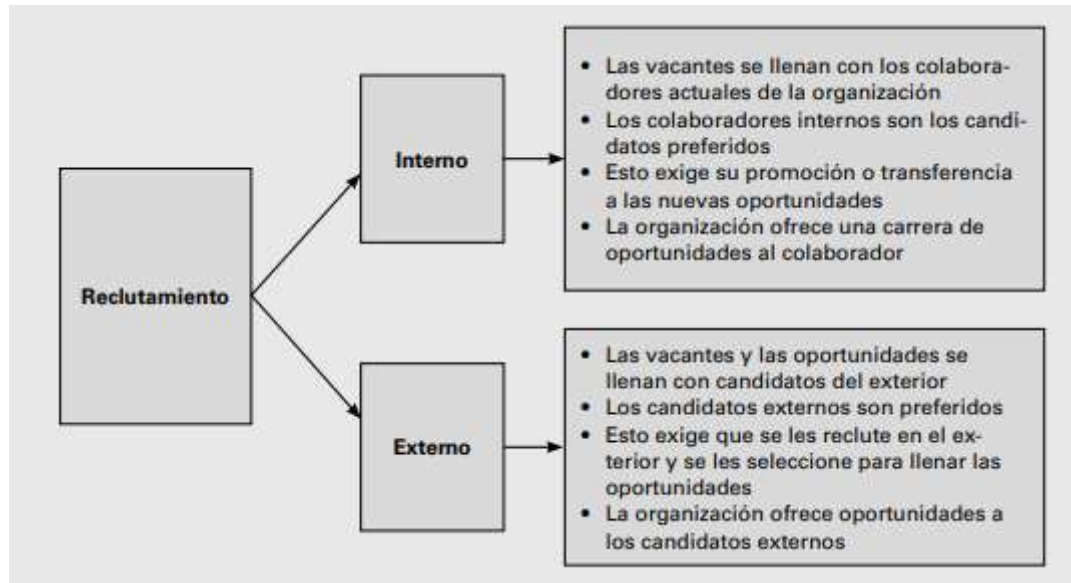 Reclutamiento
Interno
• Las vacantes se llenan con los colabora-
dores actuales de la organización
• Los colaboradores internos son los candi-
datos preferidos
• Esto exige su promoción o transferencia
a las nuevas oportunidades
• La organización ofrece una carrera de
oportunidades al colaborador
Externo
• Las vacantes y las oportunidades se
llenan con candidatos del exterior
• Los candidatos externos son preferidos
• Esto exige que se les reclute en el ex-
terior y se les seleccione para llenar las
oportunidades
• La organización ofrece oportunidades a
los candidatos externos